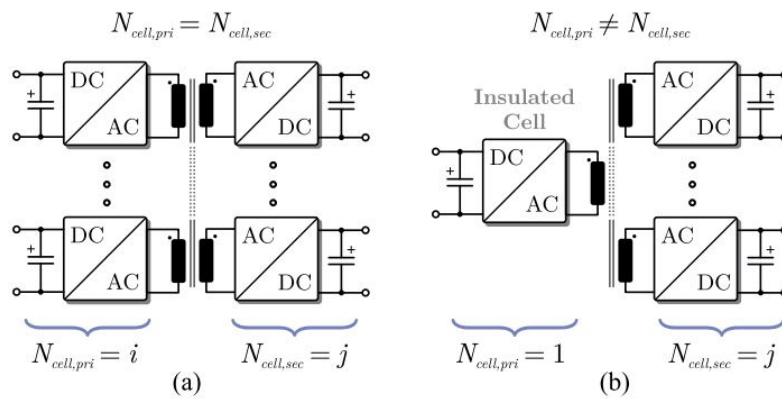 N_{cell,pri} = N_{cell,sec}
DC
AC
AC
DC
+
+
DC
AC
AC
DC
+
+
N_{cell,pri} = i
N_{cell,sec} = j
(a)
N_{cell,pri} ≠ N_{cell,sec}
Insulated
Cell
DC
AC
+
AC
DC
+
AC
DC
+
N_{cell,pri} = 1
N_{cell,sec} = j
(b)